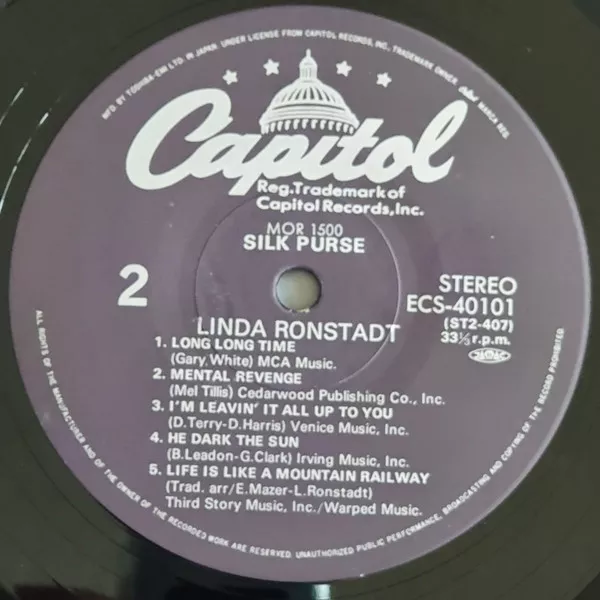 MFD. BY TOSHIBA-EMI LTD. IN JAPAN. UNDER LICENSE FROM CAPITOL RECORDS, INC., TRADEMARK OWNER. MARCA REG.
Capitol
Reg.Trademark of
Capitol Records,Inc.
MOR 1500
SILK PURSE
2
STEREO
ECS-40101
(ST2-407)
33⅓r.p.m.
LINDA RONSTADT
1. LONG LONG TIME
(Gary,White) MCA Music.
2. MENTAL REVENGE
(Mel Tillis) Cedarwood Publishing Co., Inc.
3. I'M LEAVIN' IT ALL UP TO YOU
(D.Terry-D.Harris) Venice Music, Inc.
4. HE DARK THE SUN
(B.Leadon-G.Clark) Irving Music, Inc.
5. LIFE IS LIKE A MOUNTAIN RAILWAY
(Trad. arr/E.Mazer-L.Ronstadt)
Third Story Music, Inc./Warped Music.
ALL RIGHTS OF THE MANUFACTURER AND OF THE OWNER OF THE RECORDED WORK ARE RESERVED. UNAUTHORIZED PUBLIC PERFORMANCE, BROADCASTING AND COPYING OF THE RECORD PROHIBITED